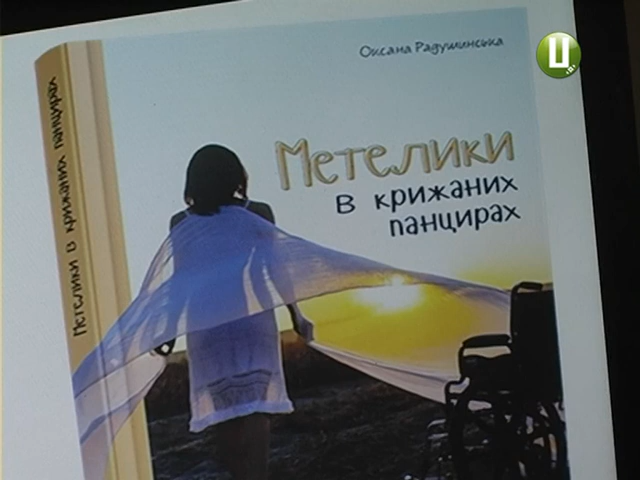 Оксана Радушинська
Метелики
в крижаних
панцирах
Метелики в крижаних панцирах
Ц